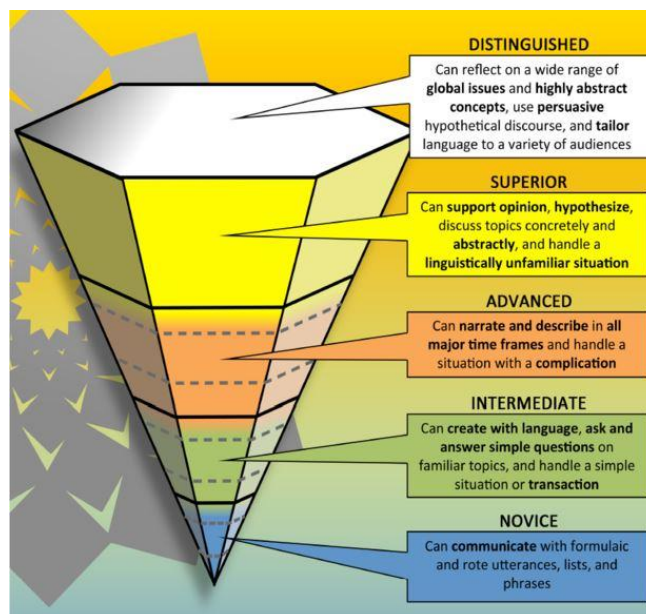 DISTINGUISHED
Can reflect on a wide range of
global issues and highly abstract
concepts, use persuasive
hypothetical discourse, and tailor
language to a variety of audiences
SUPERIOR
Can support opinion, hypothesize,
discuss topics concretely and
abstractly, and handle a
linguistically unfamiliar situation
ADVANCED
Can narrate and describe in all
major time frames and handle a
situation with a complication
INTERMEDIATE
Can create with language, ask and
answer simple questions on
familiar topics, and handle a simple
situation or transaction
NOVICE
Can communicate with formulaic
and rote utterances, lists, and
phrases